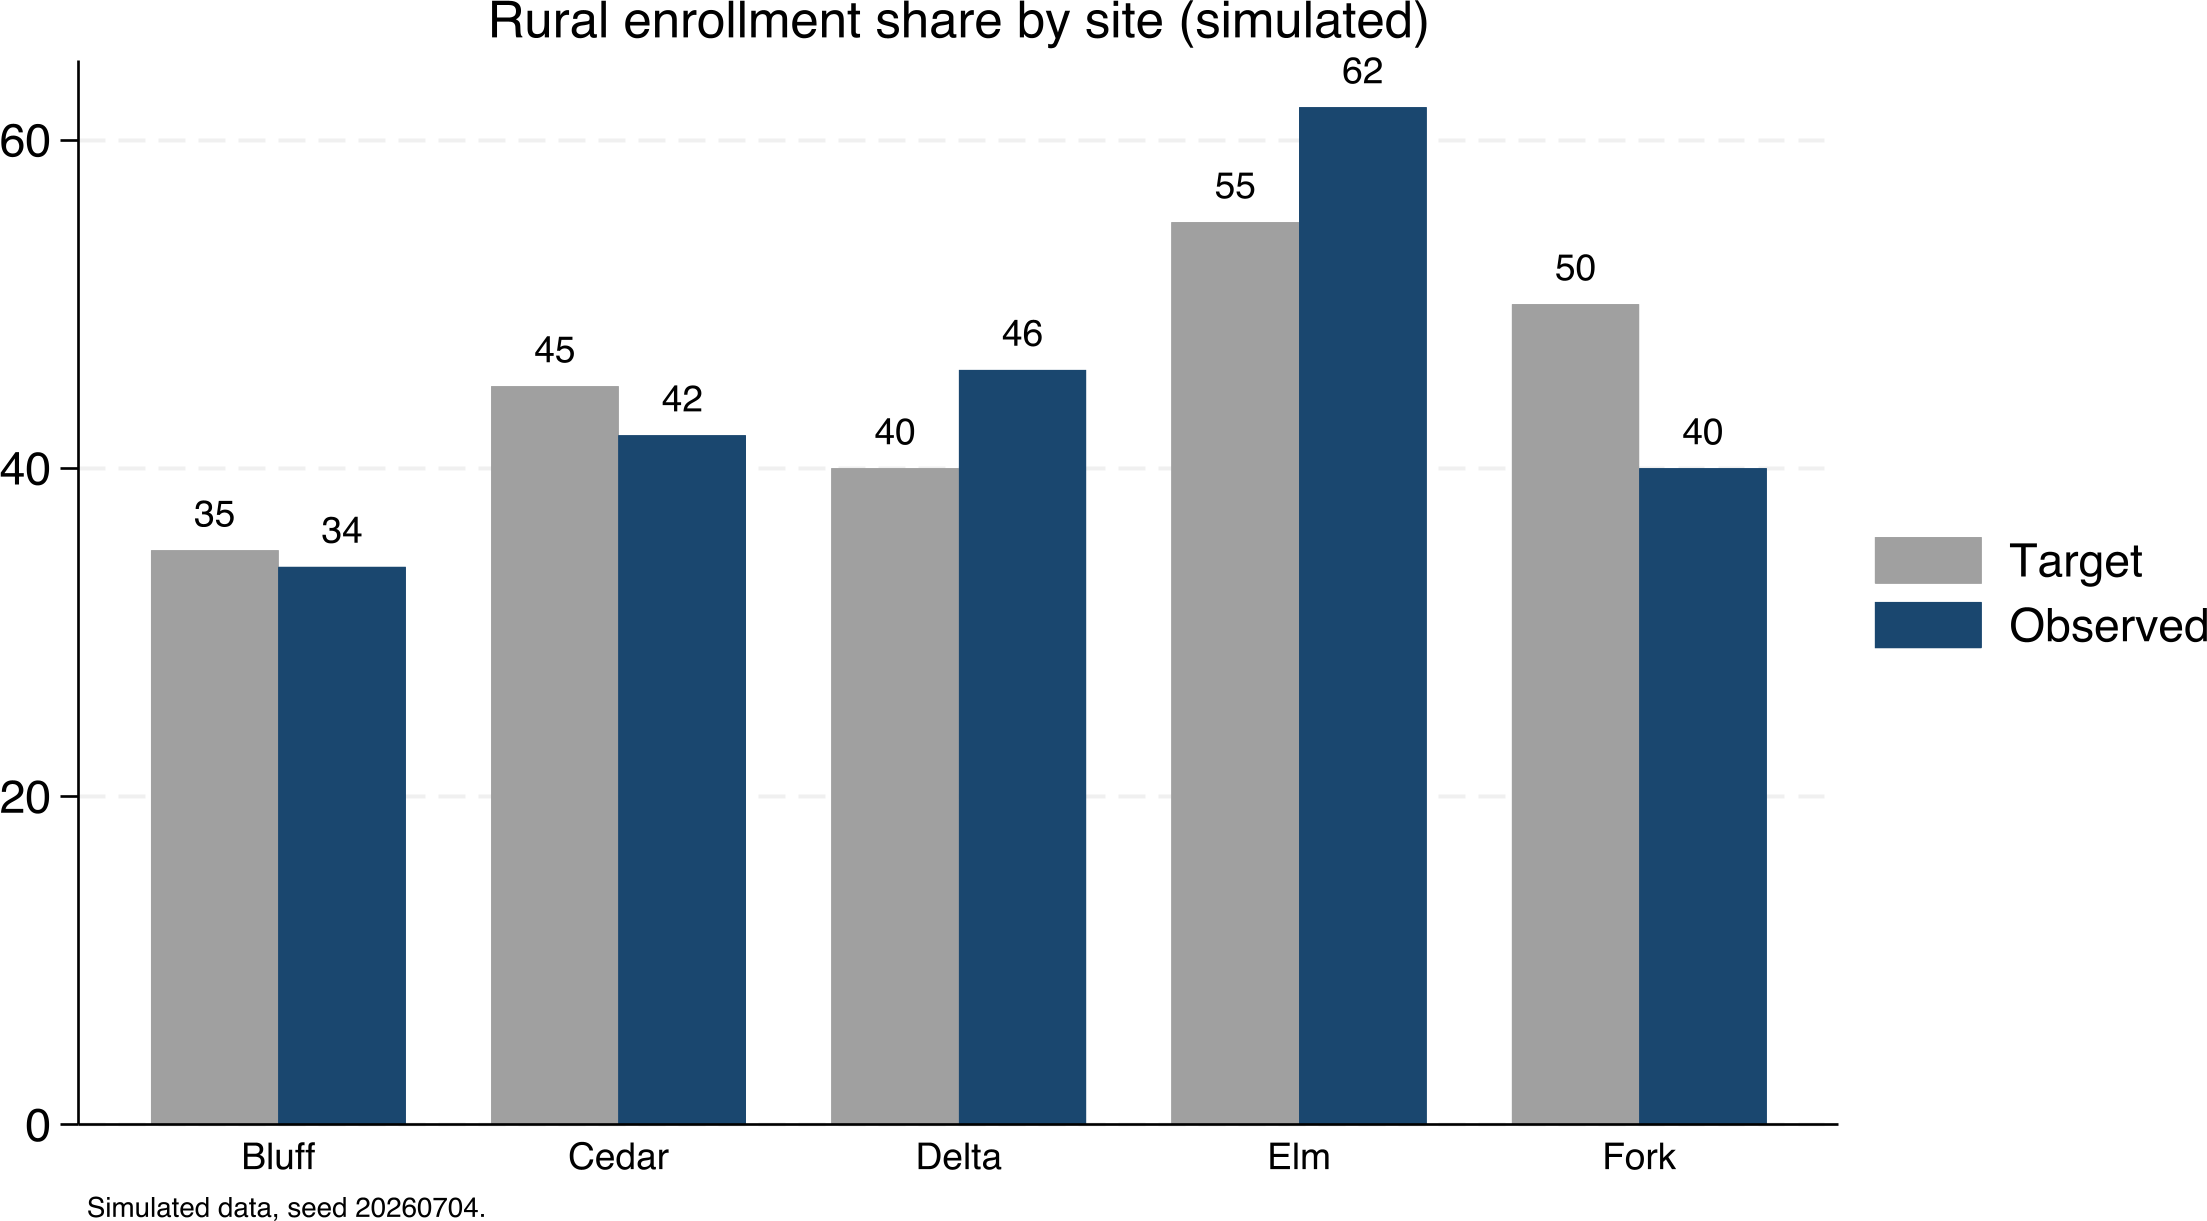 Rural enrollment share by site (simulated)
62
60
55
50
46
45
42
40
40
40
35
34
20
0
Target
Observed
Bluff
Cedar
Delta
Elm
Fork
Simulated data, seed 20260704.